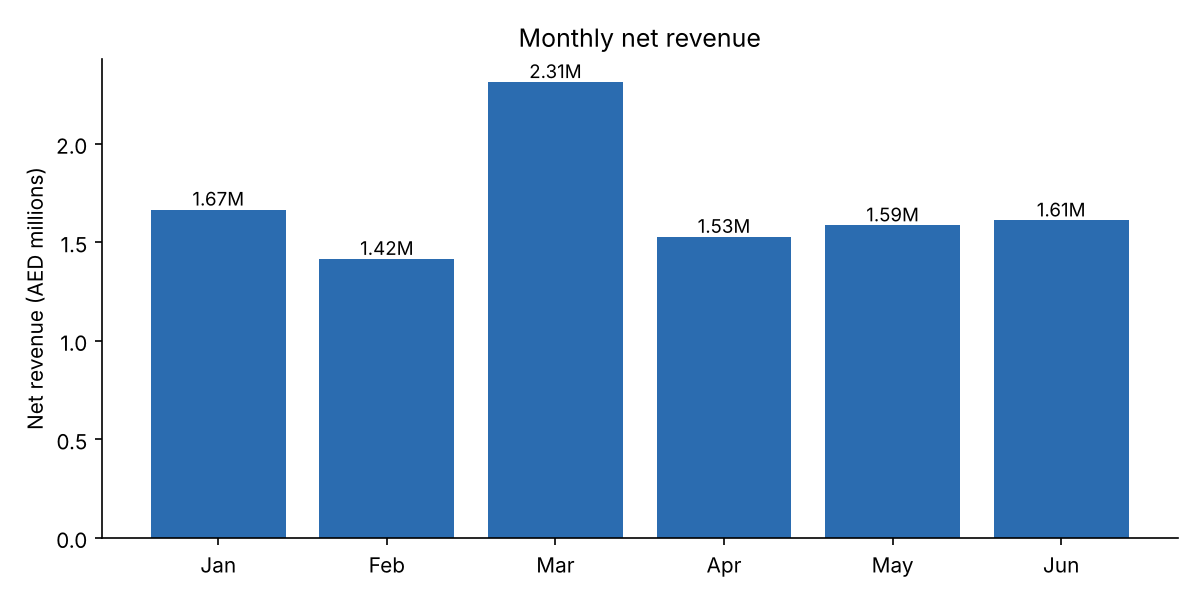 Monthly net revenue
Net revenue (AED millions)
2.0
1.5
1.0
0.5
0.0
1.67M
1.42M
2.31M
1.53M
1.59M
1.61M
Jan
Feb
Mar
Apr
May
Jun